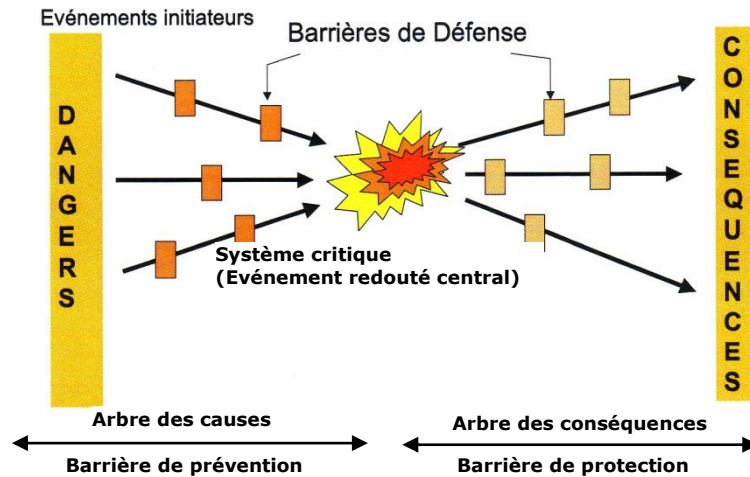 Evénements initiateurs
Barrières de Défense
DANGERS
CONSEQUENCES
Système critique
(Evénement redouté central)
Arbre des causes
Arbre des conséquences
Barrière de prévention
Barrière de protection